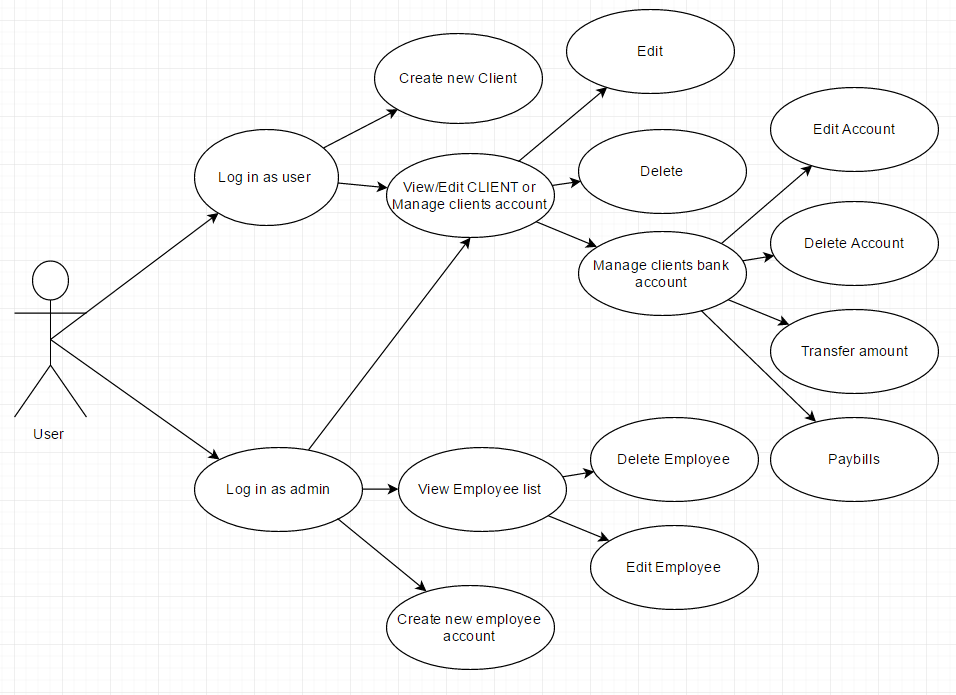 Edit
Create new Client
Edit Account
Log in as user
Delete
View/Edit CLIENT or
Manage clients account
Delete Account
Manage clients bank
account
Transfer amount
User
Delete Employee
Paybills
Log in as admin
View Employee list
Edit Employee
Create new employee
account